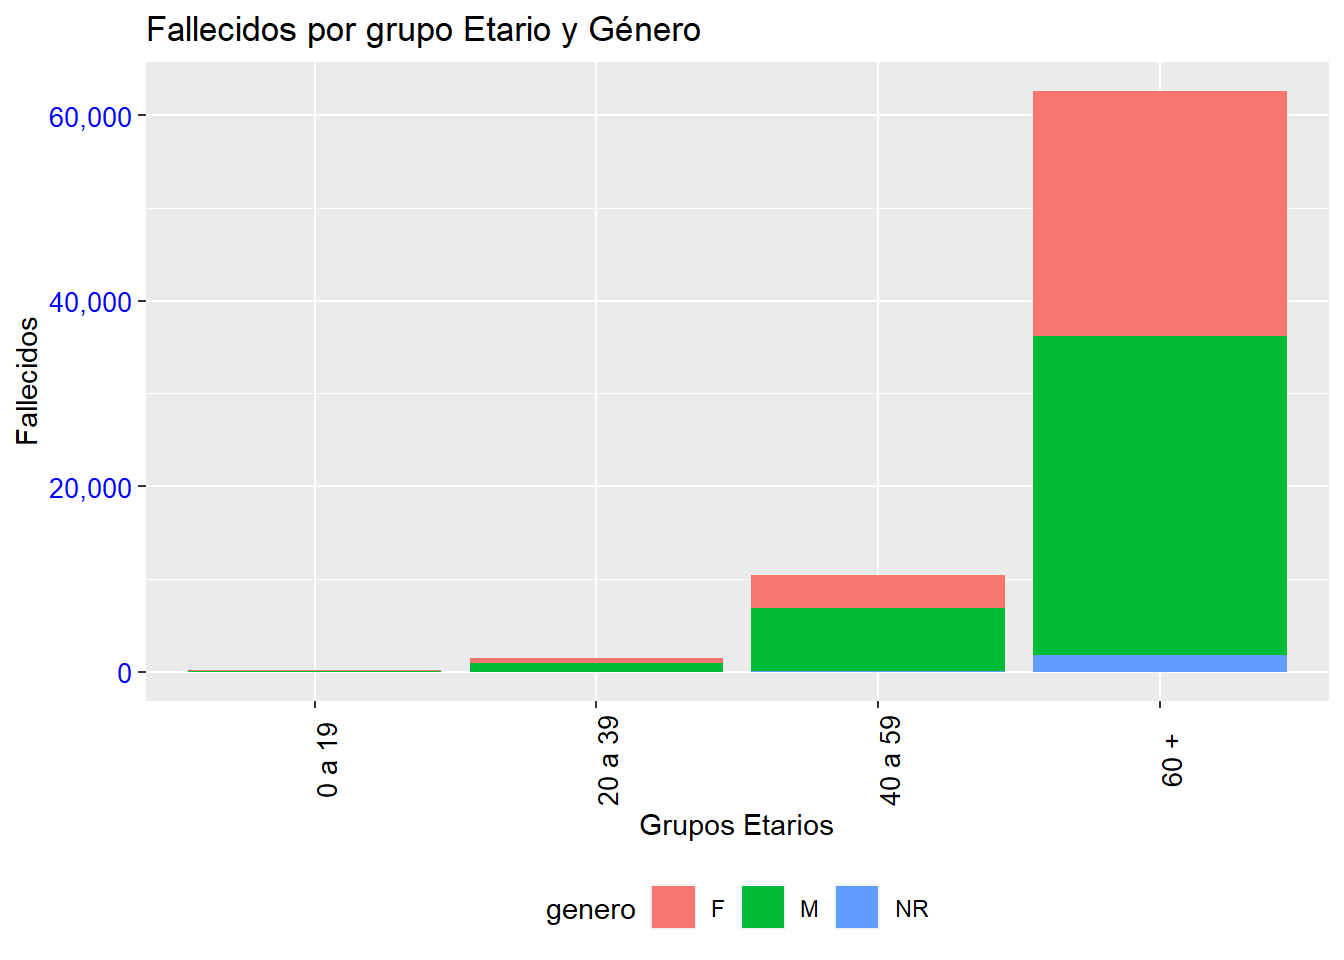 Fallecidos por grupo Etario y Género
60,000
40,000
20,000
0
Fallecidos
0 a 19
20 a 39
40 a 59
60 +
Grupos Etarios
genero F M NR